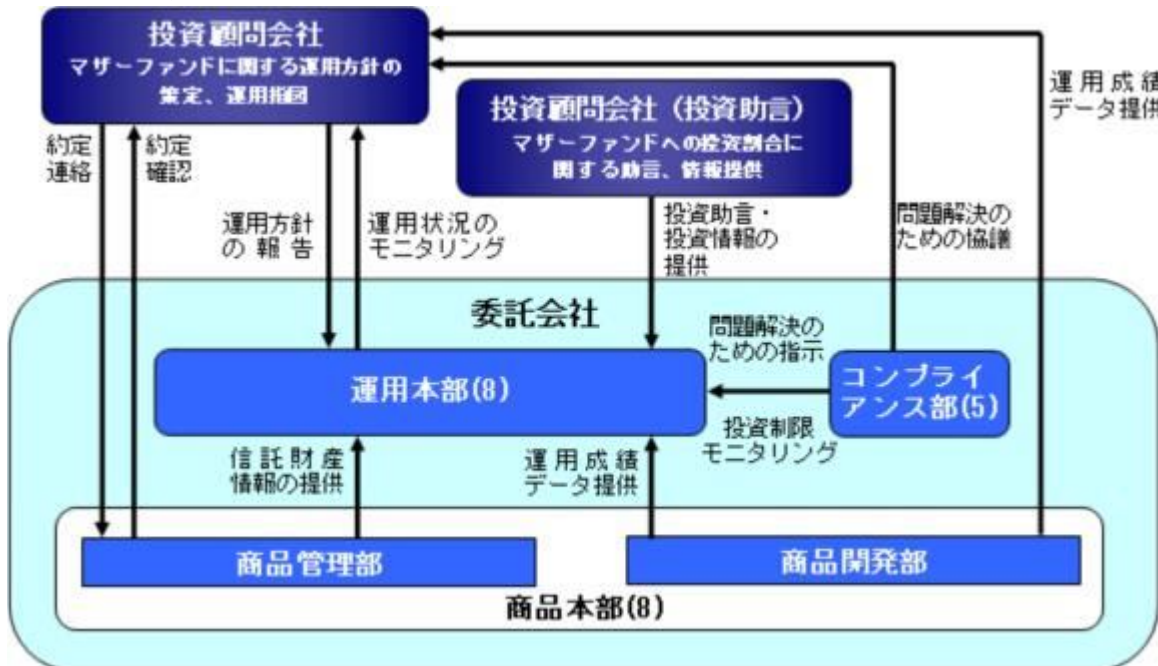 投資顧問会社
マザーファンドに関する運用方針の
策定、運用指図
投資顧問会社（投資助言）
マザーファンドへの投資割合に
関する助言、情報提供
運用成績
データ提供
約定
連絡
約定
確認
運用方針
の報告
運用状況の
モニタリング
投資助言・
投資情報の
提供
問題解決の
ための協議
委託会社
問題解決の
ための指示
運用本部(8)
コンプライ
アンス部(5)
投資制限
モニタリング
信託財産
情報の提供
運用成績
データ提供
商品管理部
商品開発部
商品本部(8)